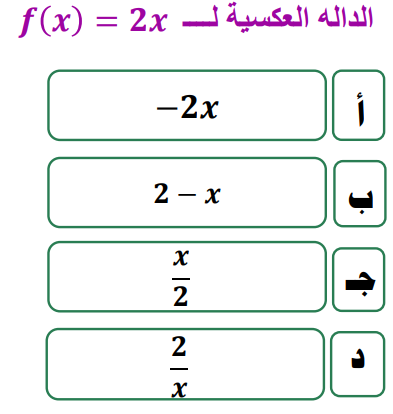 الداله العكسية لـــ f(x) = 2x
أ −2x
ب 2 − x
جـ x/2
د 2/x